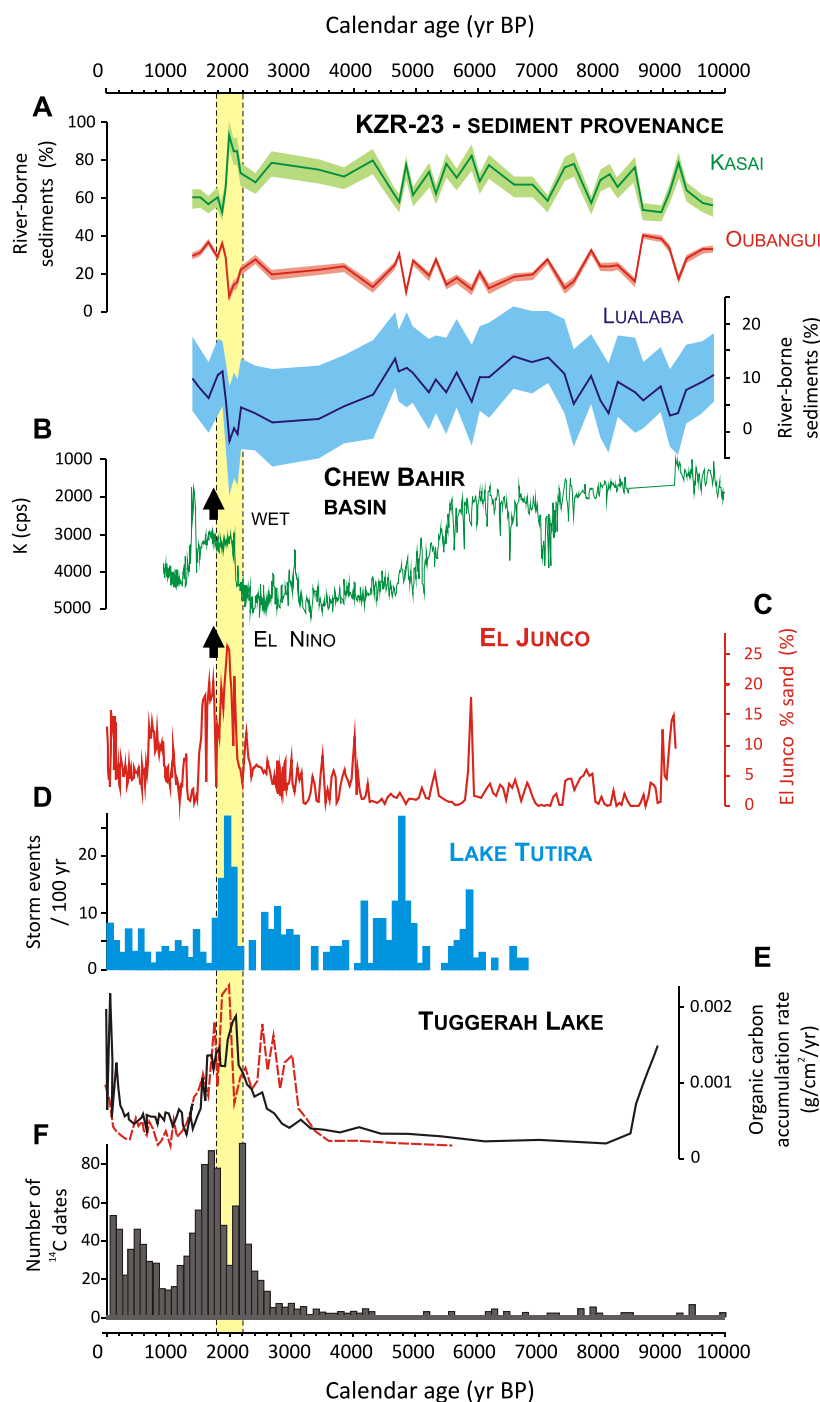 Calendar age (yr BP)
0 1000 2000 3000 4000 5000 6000 7000 8000 9000 10000
A
KZR-23 - SEDIMENT PROVENANCE
100
80
60
40
20
0
River-borne
sediments (%)
KASAI
OUBANGUI
LUALABA
20
10
0
River-borne
sediments (%)
B
CHEW BAHIR
BASIN
1000
2000
3000
4000
5000
K (cps)
WET
C
EL NINO
EL JUNCO
25
20
15
10
5
0
El Junco % sand (%)
D
LAKE TUTIRA
20
10
0
Storm events
/ 100 yr
E
TUGGERAH LAKE
0.002
0.001
0
Organic carbon
accumulation rate
(g/cm²/yr)
F
80
60
40
20
0
Number of
¹⁴C dates
0 1000 2000 3000 4000 5000 6000 7000 8000 9000 10000
Calendar age (yr BP)